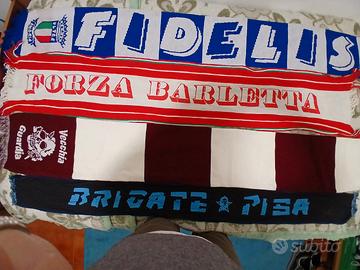 FIDELIS
FORZA BARLETTA
Vecchia
Guardia
BRIGATE PISA
subito